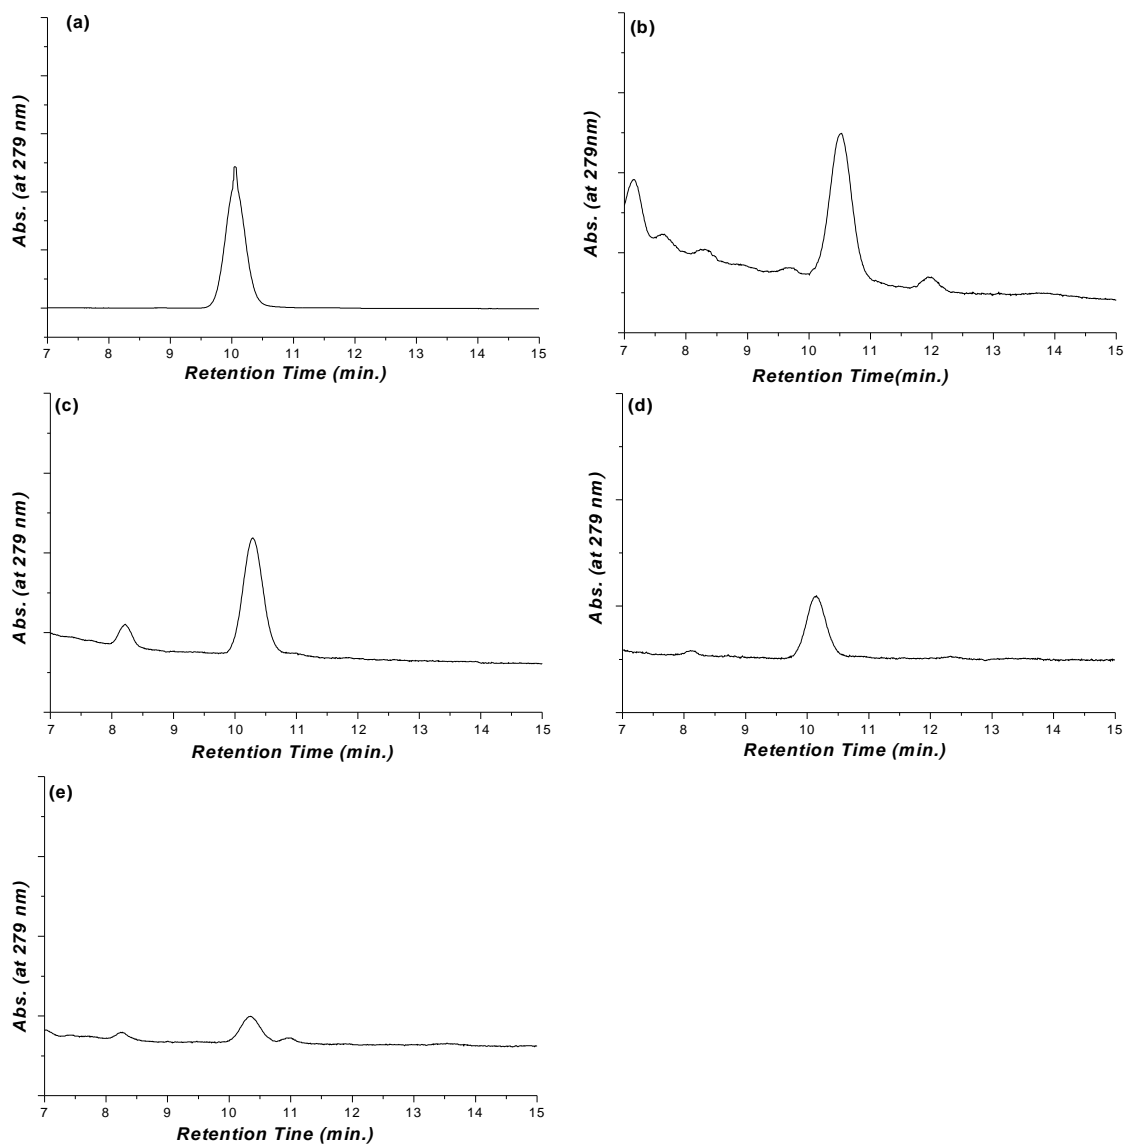 (a)
Abs. (at 279 nm)
7 8 9 10 11 12 13 14 15
Retention Time (min.)
(b)
Abs. (at 279nm)
7 8 9 10 11 12 13 14 15
Retention Time(min.)
(c)
Abs. (at 279 nm)
7 8 9 10 11 12 13 14 15
Retention Time (min.)
(d)
Abs. (at 279 nm)
7 8 9 10 11 12 13 14 15
Retention Time (min.)
(e)
Abs. (at 279 nm)
7 8 9 10 11 12 13 14 15
Retention Tine (min.)